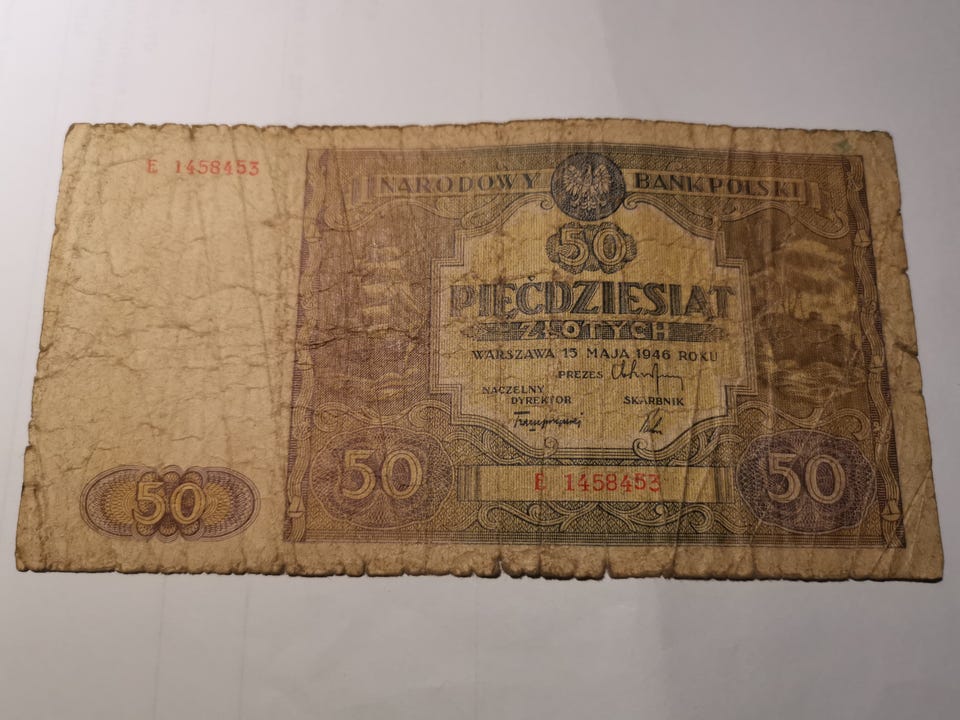 E 1458453
NARODOWY BANK POLSKI
50
PIĘĆDZIESIĄT
ZŁOTYCH
WARSZAWA 15 MAJA 1946 ROKU
PREZES
NACZELNY
DYREKTOR SKARBNIK
50 50 50
E 1458453